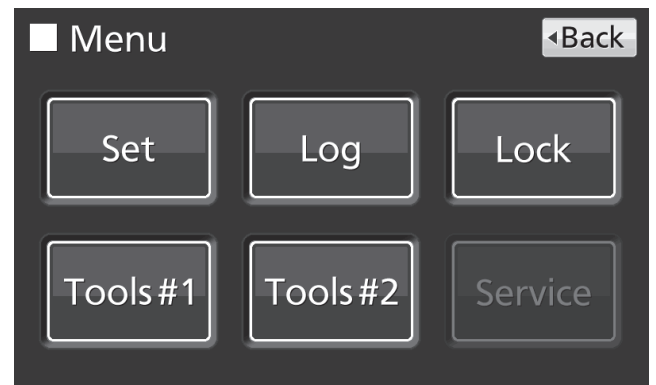 Menu
◂Back
Set
Log
Lock
Tools#1
Tools#2
Service